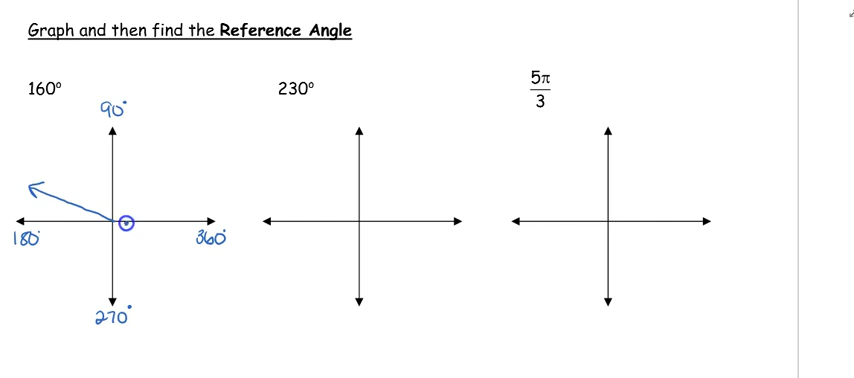 Graph and then find the Reference Angle
160° 230° 5π/3
90°
180° 360°
270°